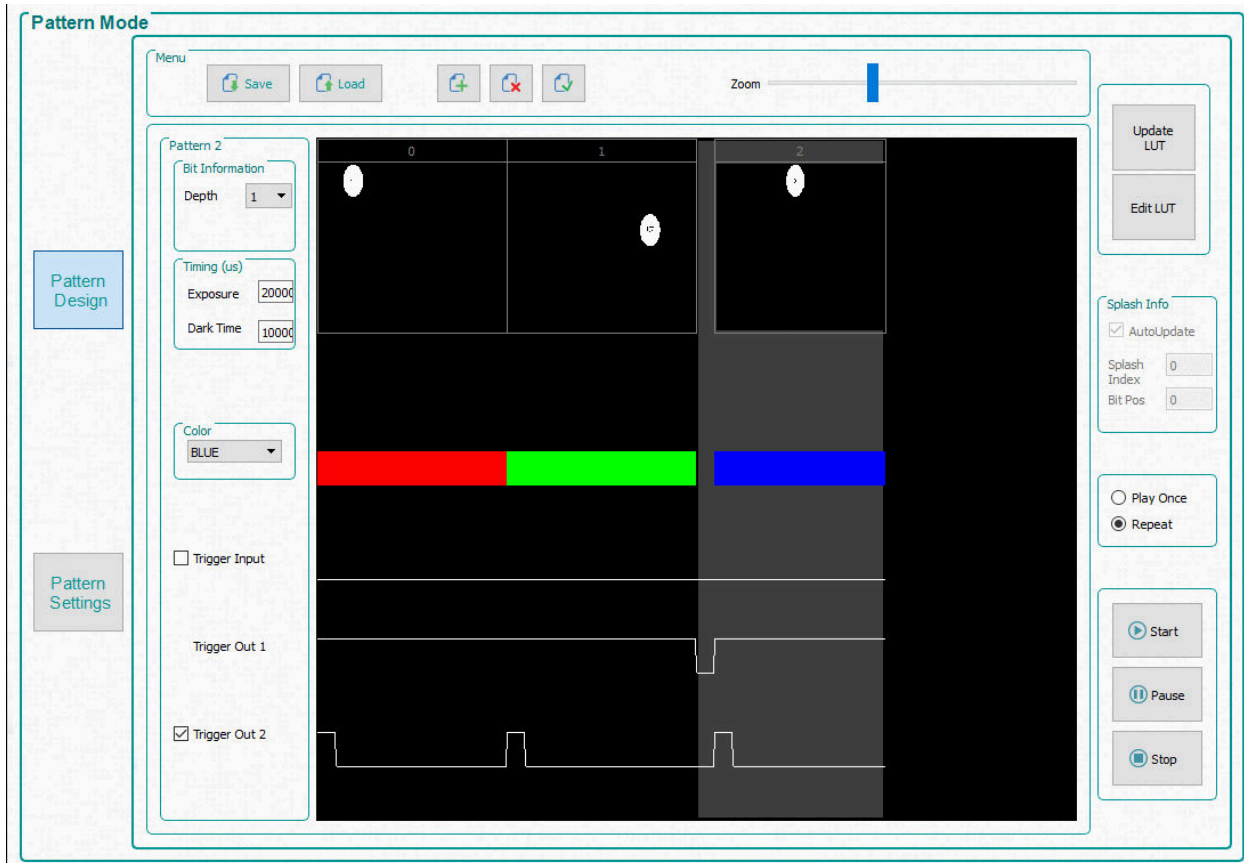 Pattern Mode
Menu
Save
Load
Zoom
Update
LUT
Edit LUT
Pattern 2
Bit Information
Depth 1
0 1 2
Timing (us)
Exposure 20000
Dark Time 10000
Pattern
Design
Splash Info
AutoUpdate
Splash
Index
0
Bit Pos 0
Color
BLUE
Play Once
Repeat
Trigger Input
Pattern
Settings
Trigger Out 1
Start
Pause
Trigger Out 2
Stop